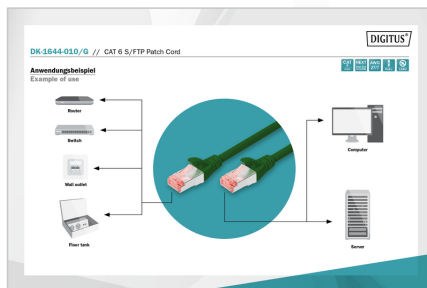 DIGITUS®
DK-1644-010/G // CAT 6 S/FTP Patch Cord
Anwendungsbeispiel
Example of use
Router
Switch
Wall outlet
Floor tank
Computer
Server